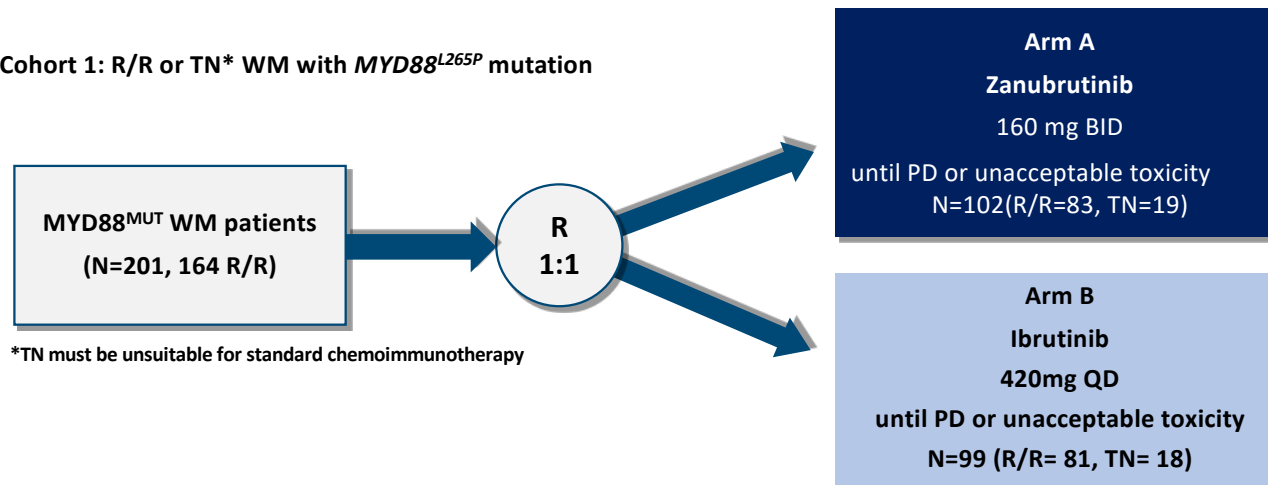 Cohort 1: R/R or TN* WM with MYD88L265P mutation
MYD88MUT WM patients
(N=201, 164 R/R)
*TN must be unsuitable for standard chemoimmunotherapy
R
1:1
Arm A
Zanubrutinib
160 mg BID
until PD or unacceptable toxicity
N=102(R/R=83, TN=19)
Arm B
Ibrutinib
420mg QD
until PD or unacceptable toxicity
N=99 (R/R= 81, TN= 18)